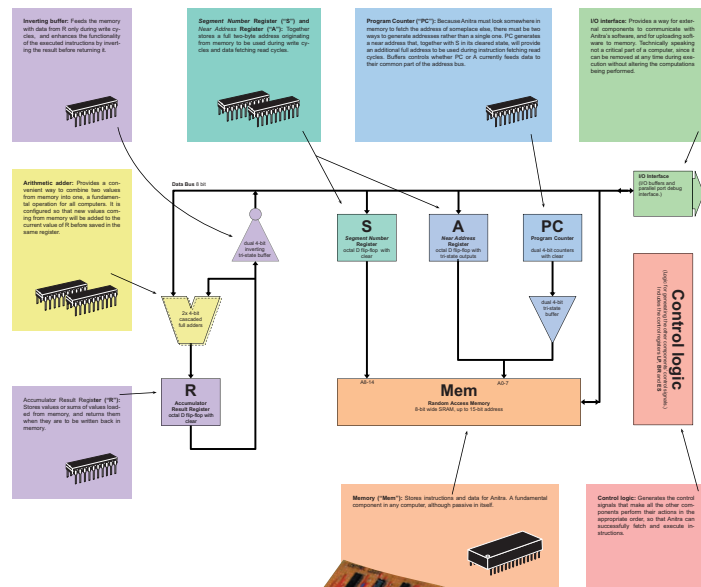 Inverting buffer: Feeds the memory
with data from R only during write cy-
cles, and enhances the functionality
of the executed instructions by invert-
ing the result before returning it.
Segment Number Register ("S") and
Near Address Register ("A"): Together
stores a full two-byte address originating
from memory to be used during write cy-
cles and data fetching read cycles.
Program Counter ("PC"): Because Anitra must look somewhere in
memory to fetch the address of someplace else, there must be two
ways to generate addresses rather than a single one. PC generates
a near address that, together with S in its cleared state, will provide
an additional full address to be used during instruction fetching read
cycles. Buffers controls whether PC or A currently feeds data to
their common part of the address bus.
I/O interface: Provides a way for exter-
nal components to communicate with
Anitra's software, and for uploading soft-
ware to memory. Technically speaking
not a critical part of a computer, since it
can be removed at any time during exe-
cution without altering the computations
being performed.
Arithmetic adder: Provides a con-
venient way to combine two values
from memory into one, a fundamen-
tal operation for all computers. It is
configured so that new values com-
ing from memory will be added to the
current value of R before saved in the
same register.
Data Bus 8 bit
I/O Interface
(I/O buffers and
parallel port debug
interface.)
dual 4-bit
inverting
tri-state buffer
S
Segment Number
Register
octal D flip-flop with
clear
A
Near Address
Register
octal D flip-flop with
tri-state outputs
PC
Program Counter
dual 4-bit counters
with clear
2x 4-bit
cascaded
full adders
dual 4-bit
tri-state
buffer
Control logic
(Logic for generating the other components' control signals.
Includes the control registers LF, BR and ES.)
Accumulator Result Register ("R"):
Stores values or sums of values load-
ed from memory, and returns them
when they are to be written back in
memory.
R
Accumulator
Result Register
octal D flip-flop with
clear
A8-14
A0-7
Mem
Random Access Memory
8-bit wide SRAM, up to 15-bit address
Memory ("Mem"): Stores instructions and data for Anitra. A fundamental
component in any computer, although passive in itself.
Control logic: Generates the control
signals that make all the other com-
ponents perform their actions in the
appropriate order, so that Anitra can
successfully fetch and execute in-
structions.